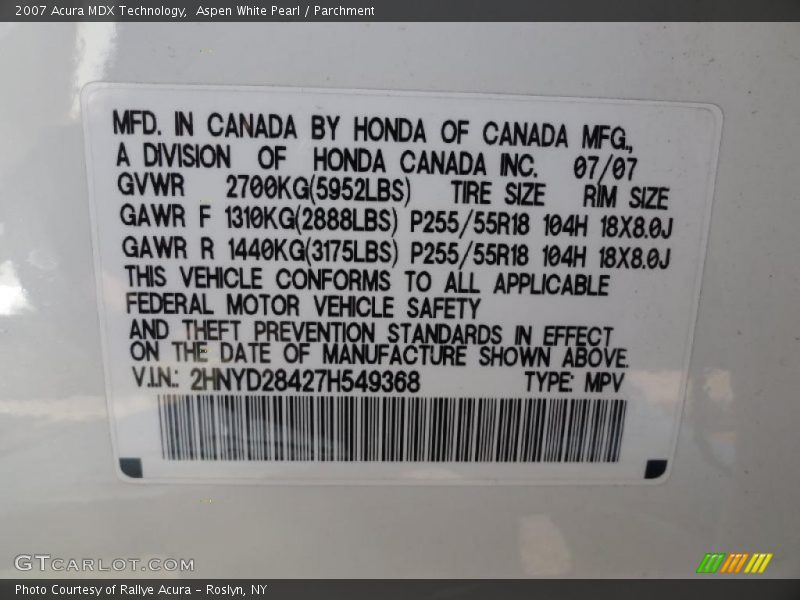 2007 Acura MDX Technology,  Aspen White Pearl / Parchment
MFD. IN CANADA BY HONDA OF CANADA MFG.,
A DIVISION OF HONDA CANADA INC. 07/07
GVWR 2700KG(5952LBS) TIRE SIZE RIM SIZE
GAWR F 1310KG(2888LBS) P255/55R18 104H 18X8.0J
GAWR R 1440KG(3175LBS) P255/55R18 104H 18X8.0J
THIS VEHICLE CONFORMS TO ALL APPLICABLE
FEDERAL MOTOR VEHICLE SAFETY
AND THEFT PREVENTION STANDARDS IN EFFECT
ON THE DATE OF MANUFACTURE SHOWN ABOVE.
V.I.N.: 2HNYD28427H549368 TYPE: MPV
GTCARLOT.COM
Photo Courtesy of Rallye Acura – Roslyn, NY